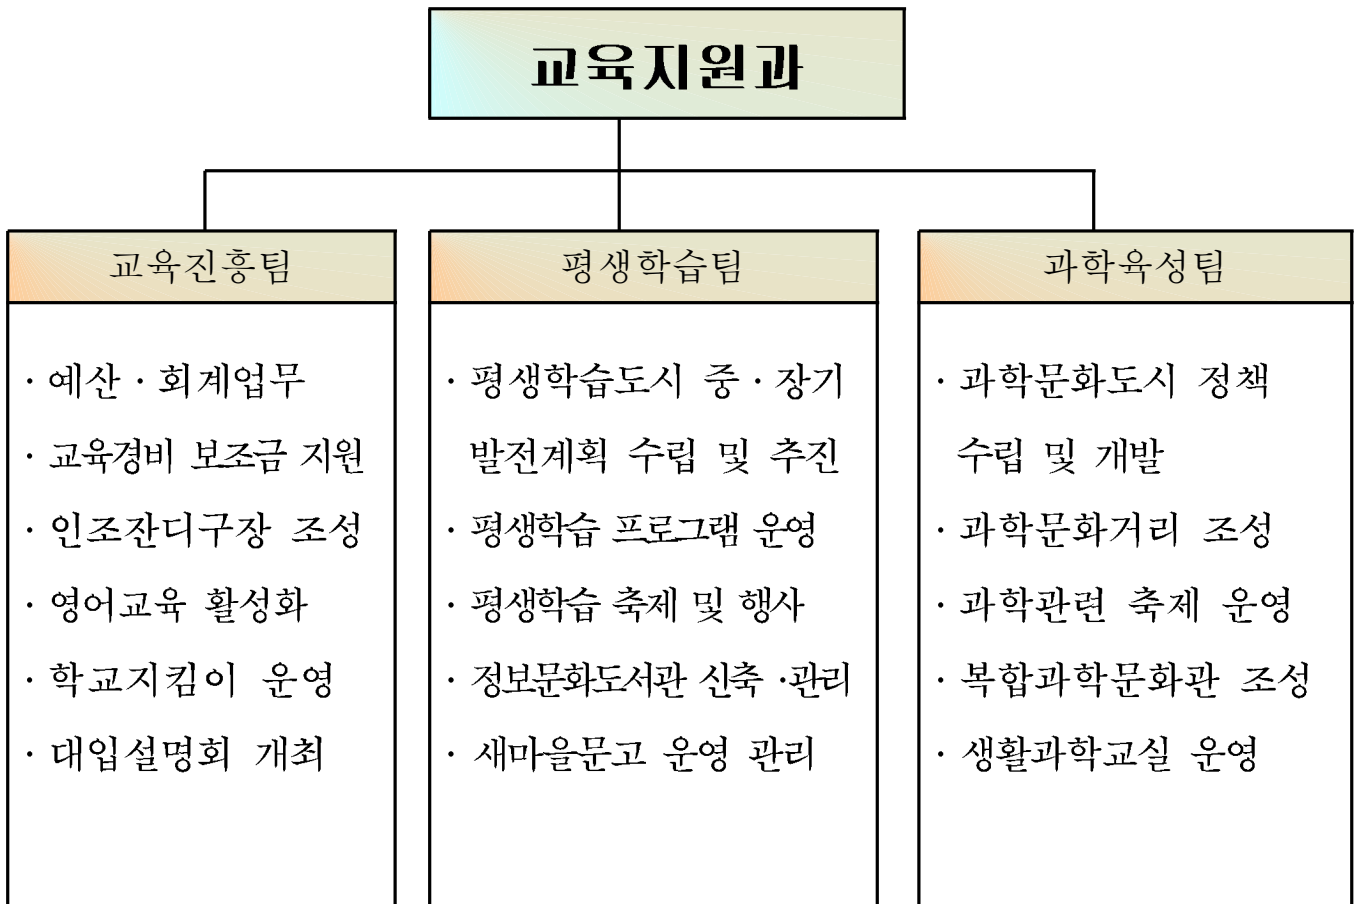 교육지원과
교육진흥팀
· 예산 · 회계업무
· 교육경비 보조금 지원
· 인조잔디구장 조성
· 영어교육 활성화
· 학교지킴이 운영
· 대입설명회 개최
평생학습팀
· 평생학습도시 중 · 장기
발전계획 수립 및 추진
· 평생학습 프로그램 운영
· 평생학습 축제 및 행사
· 정보문화도서관 신축 ·관리
· 새마을문고 운영 관리
과학육성팀
· 과학문화도시 정책
수립 및 개발
· 과학문화거리 조성
· 과학관련 축제 운영
· 복합과학문화관 조성
· 생활과학교실 운영